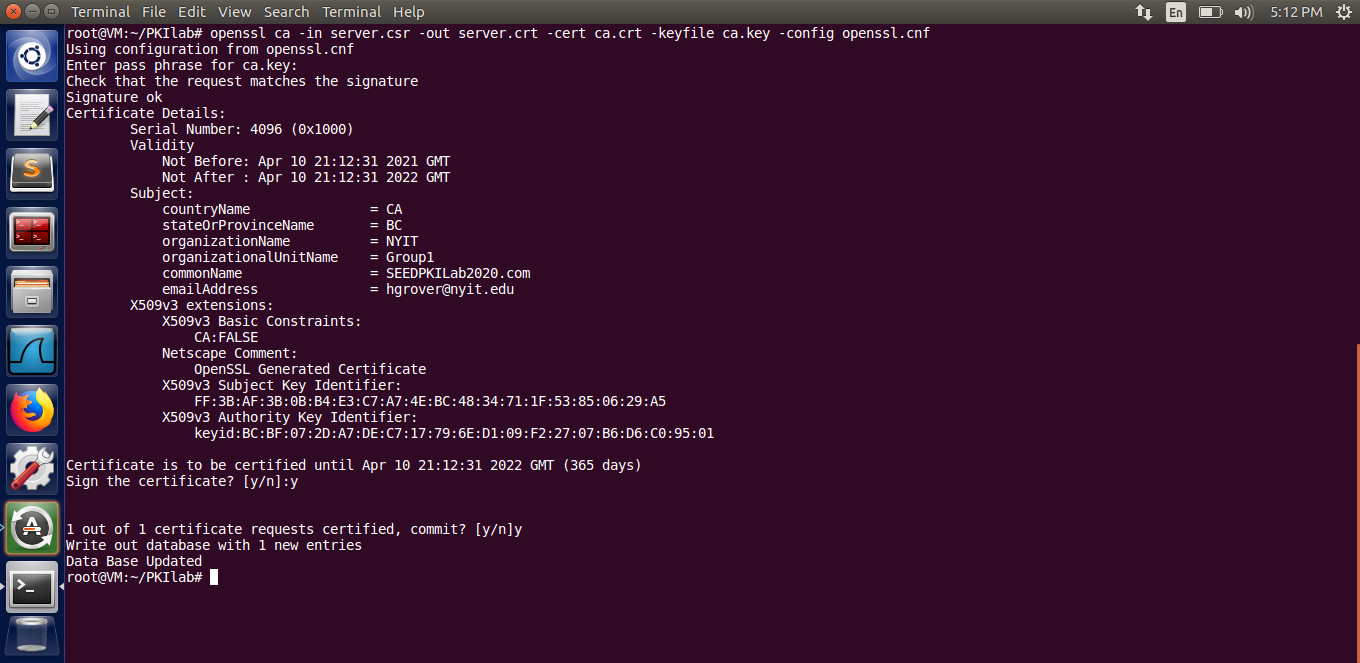 Terminal File Edit View Search Terminal Help En 5:12 PM
root@VM:~/PKIlab# openssl ca -in server.csr -out server.crt -cert ca.crt -keyfile ca.key -config openssl.cnf
Using configuration from openssl.cnf
Enter pass phrase for ca.key:
Check that the request matches the signature
Signature ok
Certificate Details:
        Serial Number: 4096 (0x1000)
        Validity
            Not Before: Apr 10 21:12:31 2021 GMT
            Not After : Apr 10 21:12:31 2022 GMT
        Subject:
            countryName               = CA
            stateOrProvinceName       = BC
            organizationName          = NYIT
            organizationalUnitName    = Group1
            commonName                = SEEDPKILab2020.com
            emailAddress              = hgrover@nyit.edu
        X509v3 extensions:
            X509v3 Basic Constraints:
                CA:FALSE
            Netscape Comment:
                OpenSSL Generated Certificate
            X509v3 Subject Key Identifier:
                FF:3B:AF:3B:0B:B4:E3:C7:A7:4E:BC:48:34:71:1F:53:85:06:29:A5
            X509v3 Authority Key Identifier:
                keyid:BC:BF:07:2D:A7:DE:C7:17:79:6E:D1:09:F2:27:07:B6:D6:C0:95:01
Certificate is to be certified until Apr 10 21:12:31 2022 GMT (365 days)
Sign the certificate? [y/n]:y
1 out of 1 certificate requests certified, commit? [y/n]y
Write out database with 1 new entries
Data Base Updated
root@VM:~/PKIlab#